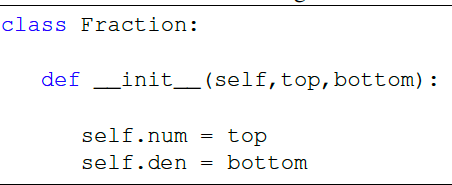 class Fraction:
def __init__(self,top,bottom):
self.num = top
self.den = bottom